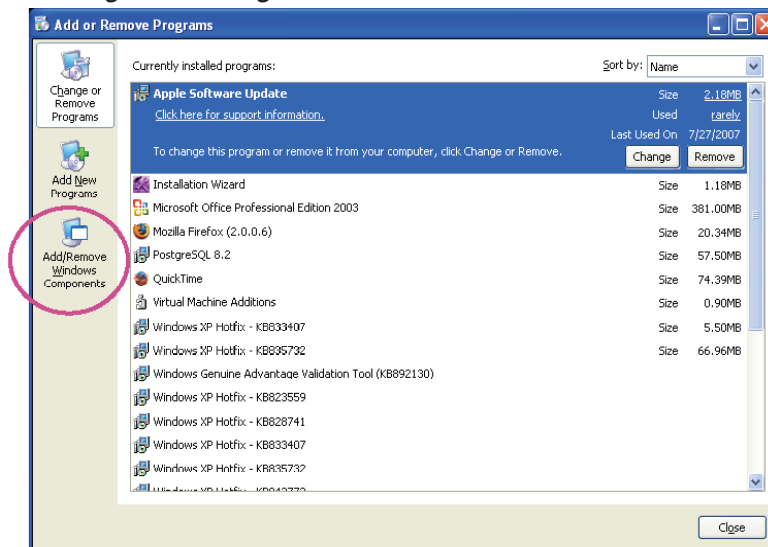 Add or Remove Programs
Change or
Remove
Programs
Add New
Programs
Add/Remove
Windows
Components
Currently installed programs:
Sort by: Name
Apple Software Update Size 2.18MB
Click here for support information. Used rarely
Last Used On 7/27/2007
To change this program or remove it from your computer, click Change or Remove. Change Remove
Installation Wizard Size 1.18MB
Microsoft Office Professional Edition 2003 Size 381.00MB
Mozilla Firefox (2.0.0.6) Size 20.34MB
PostgreSQL 8.2 Size 57.50MB
QuickTime Size 74.39MB
Virtual Machine Additions Size 0.90MB
Windows XP Hotfix - KB833407 Size 5.50MB
Windows XP Hotfix - KB835732 Size 66.96MB
Windows Genuine Advantage Validation Tool (KB892130)
Windows XP Hotfix - KB823559
Windows XP Hotfix - KB828741
Windows XP Hotfix - KB833407
Windows XP Hotfix - KB835732
Close